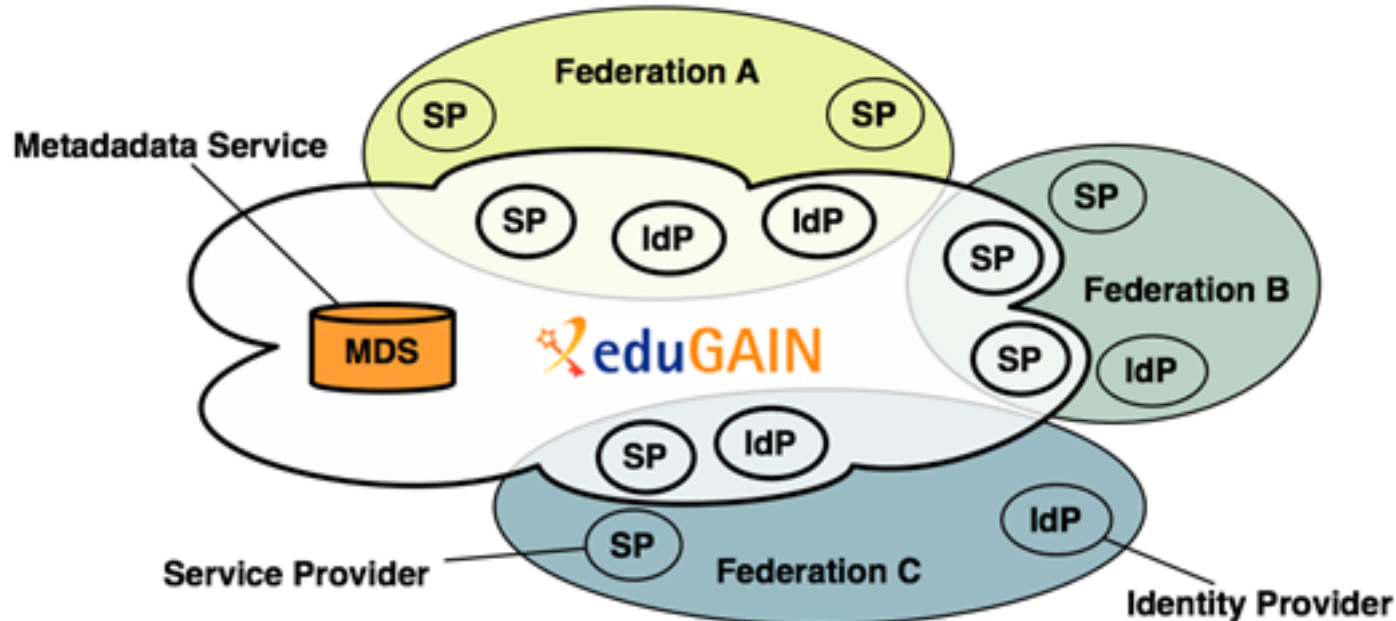 Federation A
SP
SP
Metadadata Service
SP
IdP
IdP
SP
SP
Federation B
MDS
eduGAIN
SP
IdP
SP
IdP
SP
IdP
Service Provider
Federation C
Identity Provider